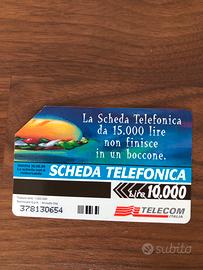 La Scheda Telefonica
da 15.000 lire
non finisce
in un boccone.
SCHEDA TELEFONICA
Lire 10.000
378130654
TELECOM
ITALIA
subito